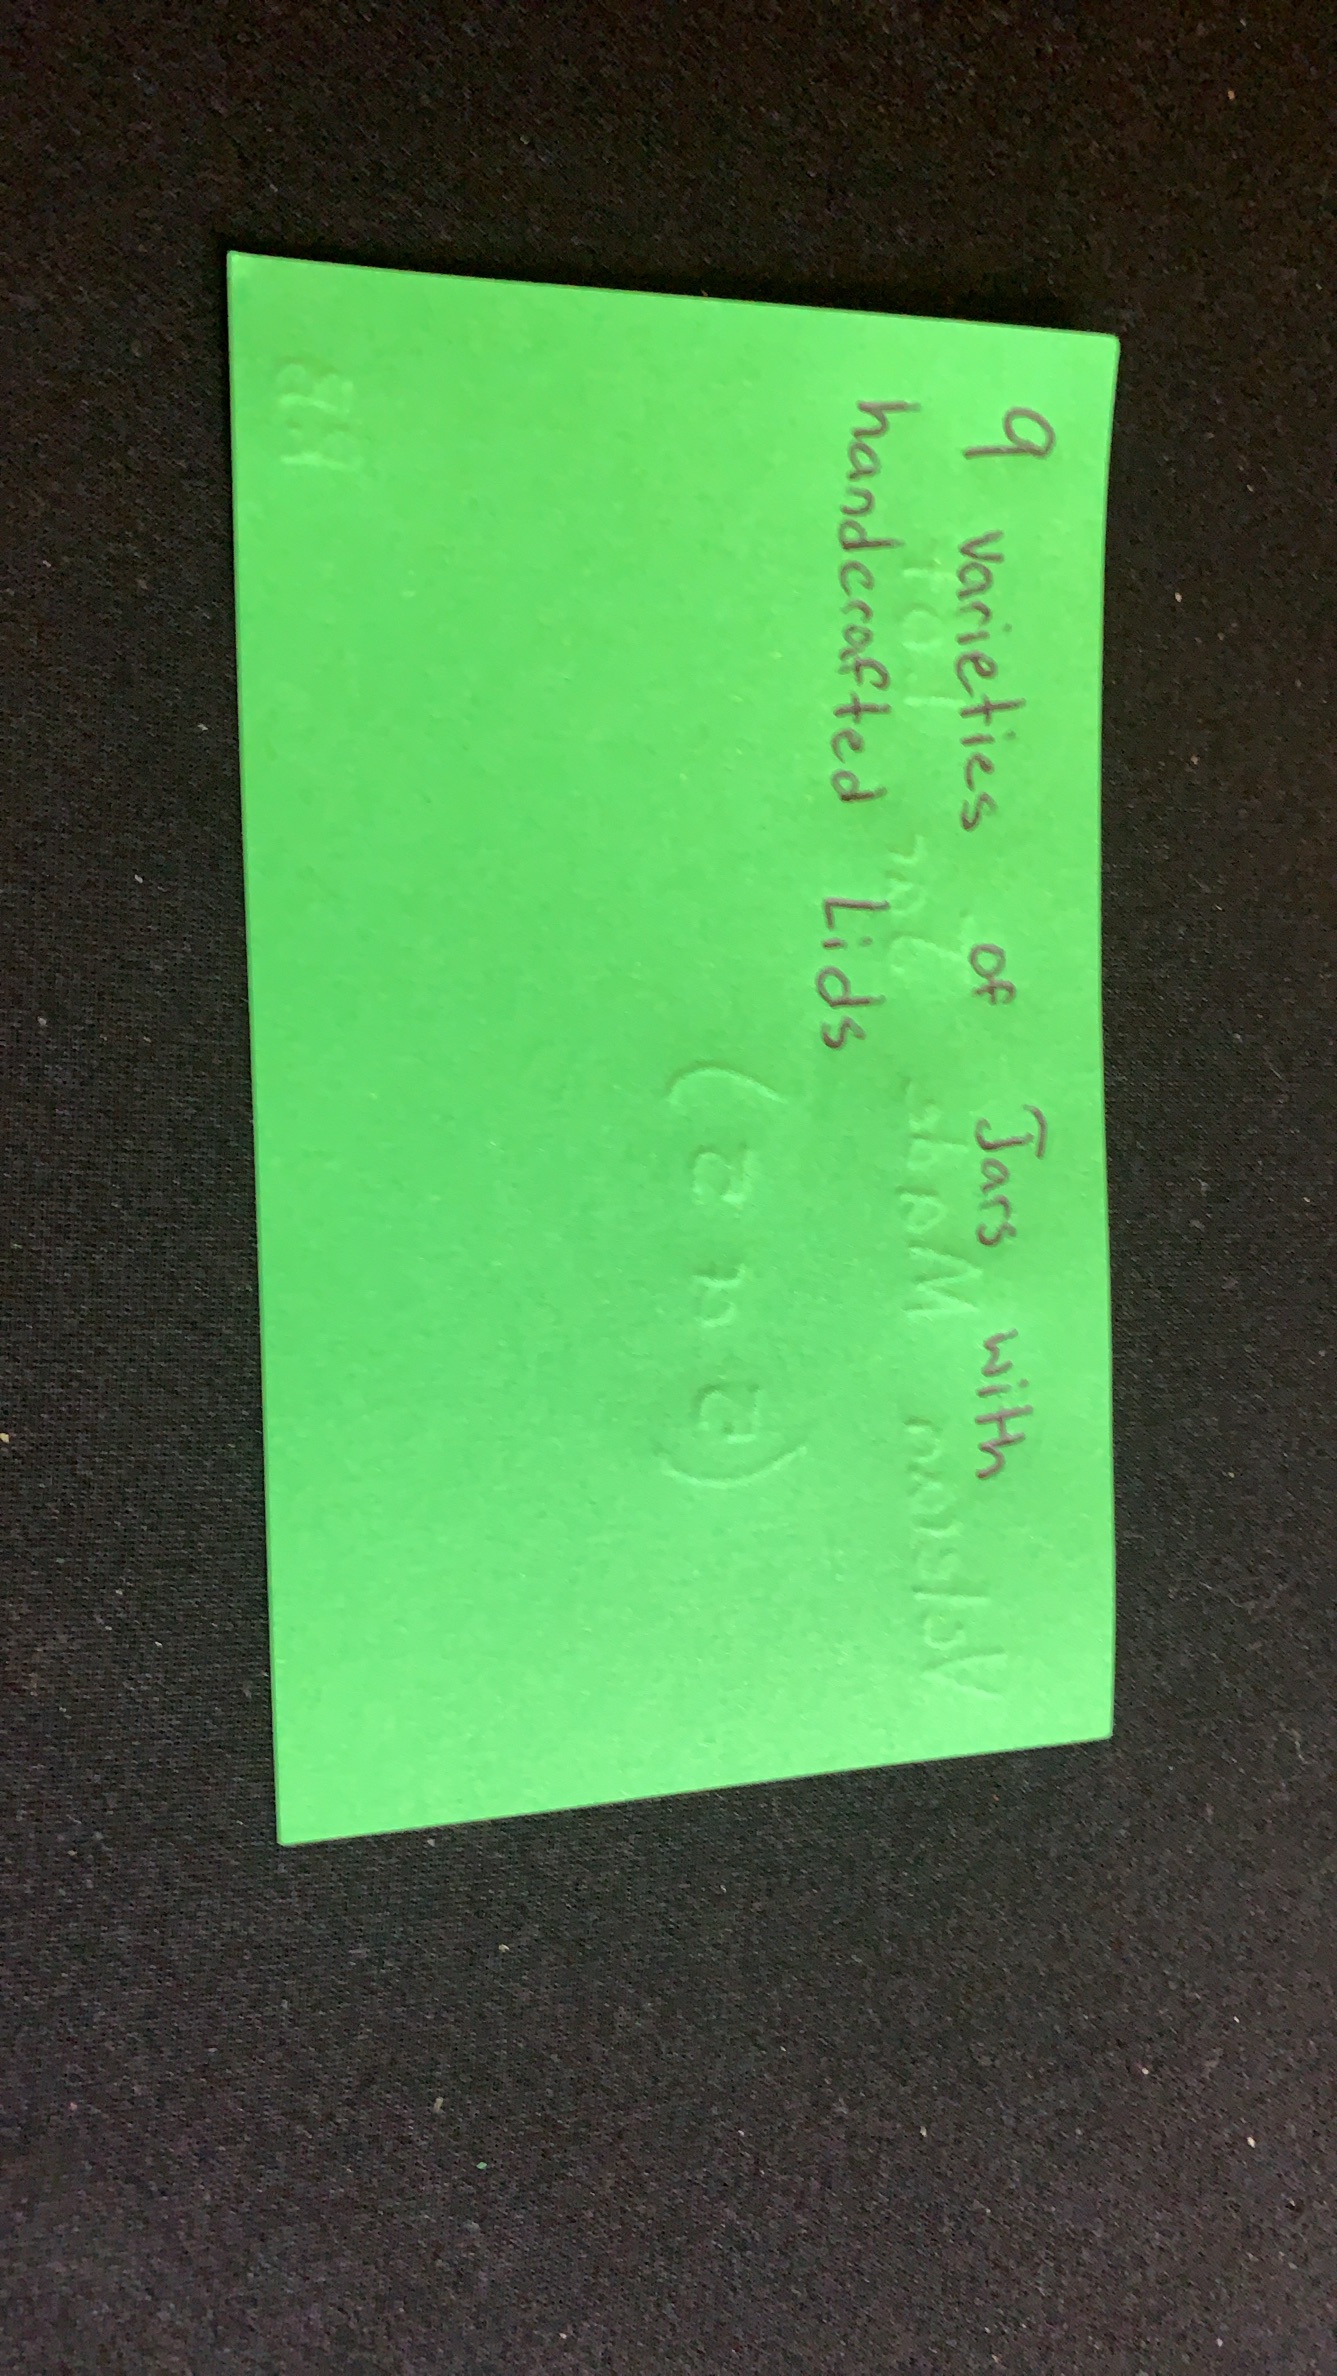 9 varieties of Jars with
handcrafted Lids